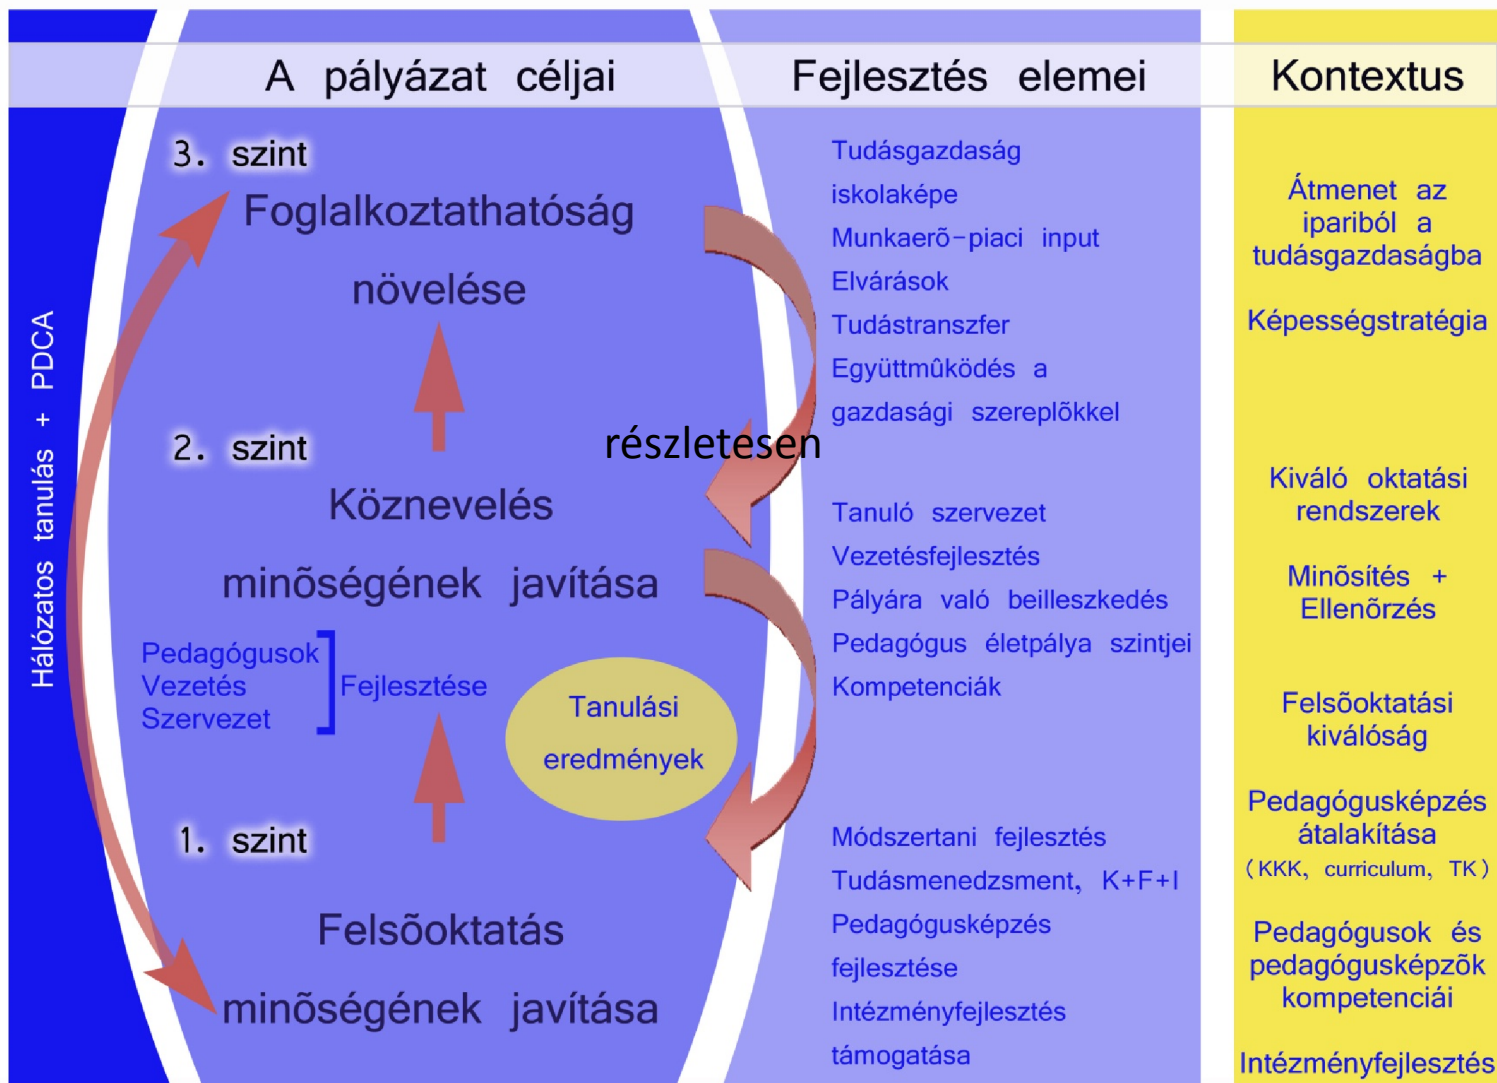 A pályázat céljai
Fejlesztés elemei
Kontextus
Hálózatos tanulás + PDCA
3. szint
Foglalkoztathatóság
növelése
2. szint
részletesen
Köznevelés
minõségének javítása
Pedagógusok
Vezetés
Szervezet
Fejlesztése
Tanulási
eredmények
1. szint
Felsõoktatás
minõségének javítása
Tudásgazdaság
iskolaképe
Munkaerõ-piaci input
Elvárások
Tudástranszfer
Együttmûködés a
gazdasági szereplõkkel
Tanuló szervezet
Vezetésfejlesztés
Pályára való beilleszkedés
Pedagógus életpálya szintjei
Kompetenciák
Módszertani fejlesztés
Tudásmenedzsment, K+F+I
Pedagógusképzés
fejlesztése
Intézményfejlesztés
támogatása
Átmenet az
ipariból a
tudásgazdaságba
Képességstratégia
Kiváló oktatási
rendszerek
Minõsítés +
Ellenõrzés
Felsõoktatási
kiválóság
Pedagógusképzés
átalakítása
(KKK, curriculum, TK)
Pedagógusok és
pedagógusképzõk
kompetenciái
Intézményfejlesztés